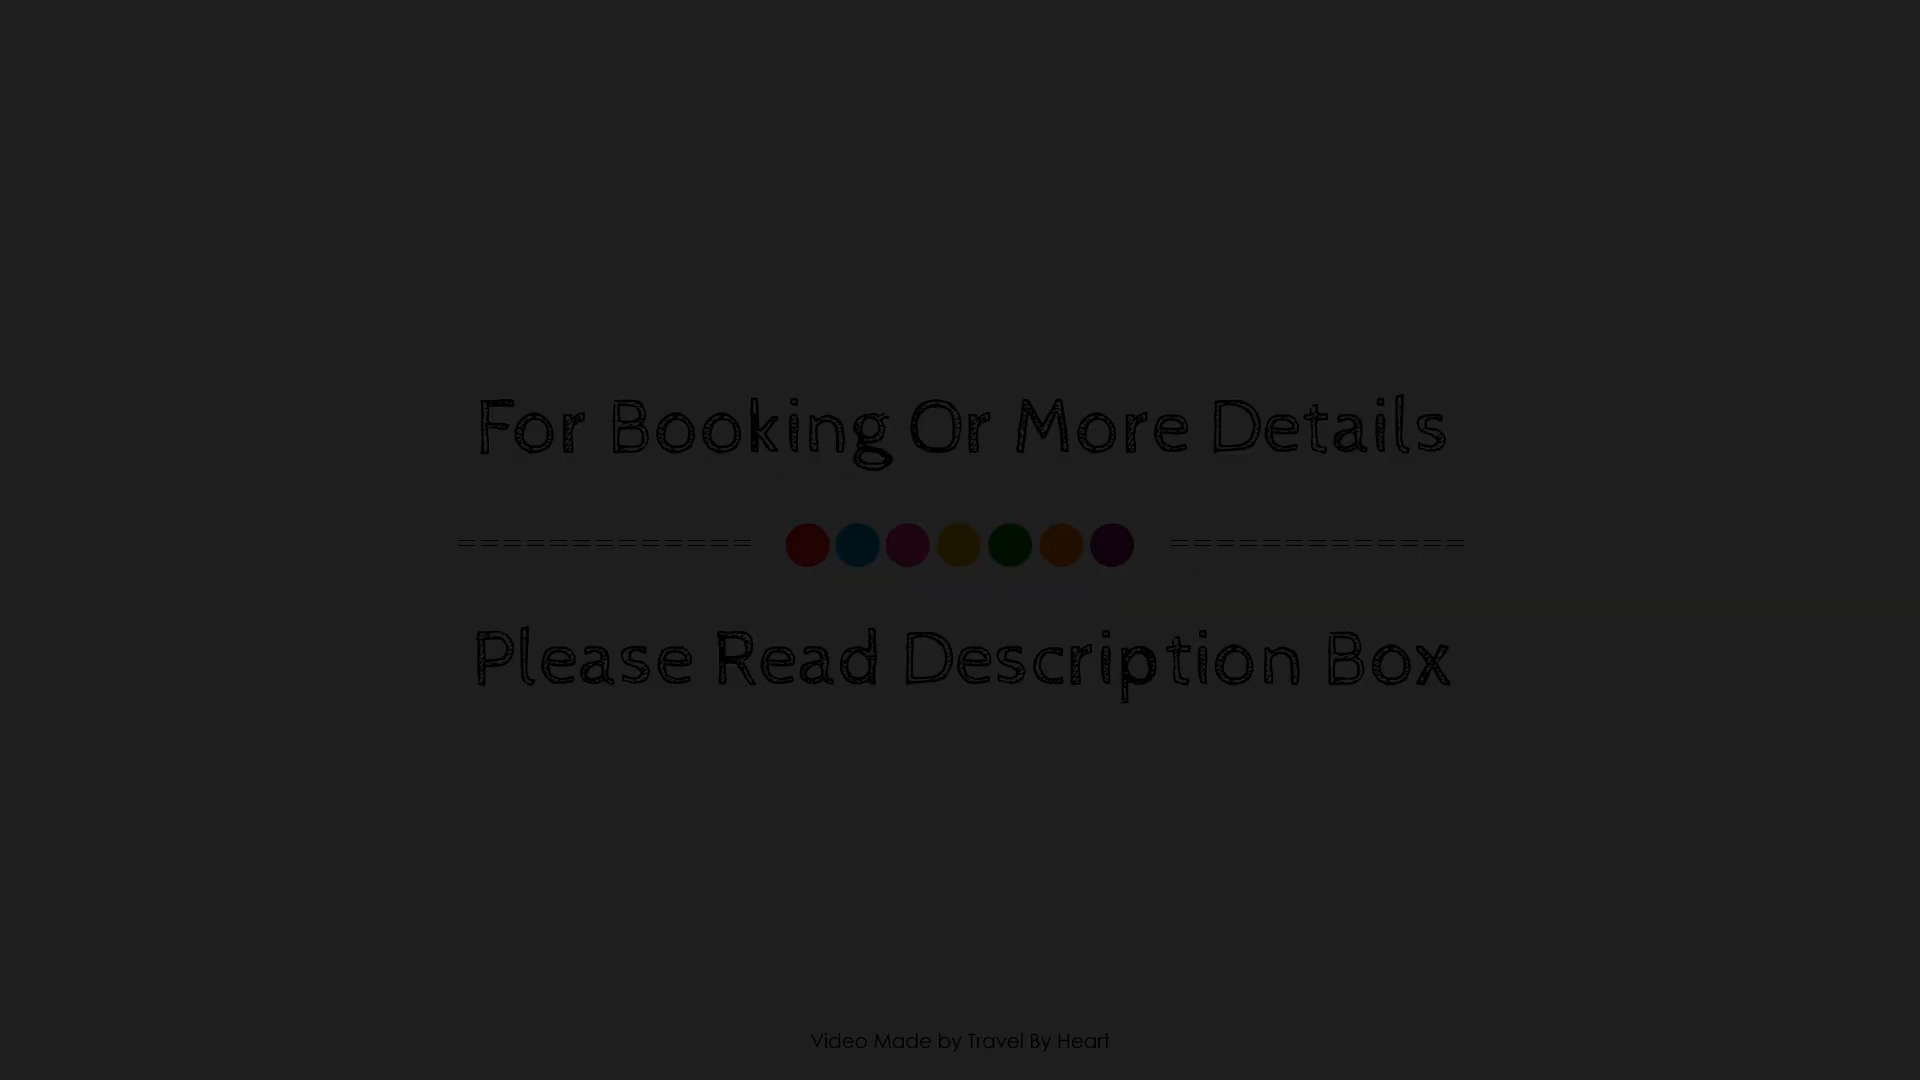 For Booking Or More Details
============= =============
Please Read Description Box
Video Made by Travel By Heart